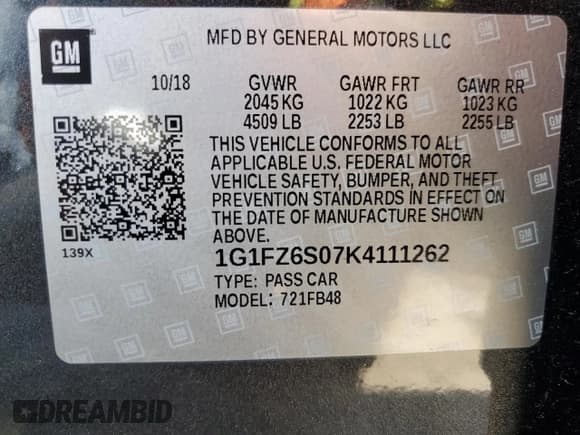 GM
MFD BY GENERAL MOTORS LLC
10/18 GVWR GAWR FRT GAWR RR
2045 KG 1022 KG 1023 KG
4509 LB 2253 LB 2255 LB
THIS VEHICLE CONFORMS TO ALL
APPLICABLE U.S. FEDERAL MOTOR
VEHICLE SAFETY, BUMPER, AND THEFT
PREVENTION STANDARDS IN EFFECT ON
THE DATE OF MANUFACTURE SHOWN
ABOVE.
139X
1G1FZ6S07K4111262
TYPE: PASS CAR
MODEL: 721FB48
DREAMBID